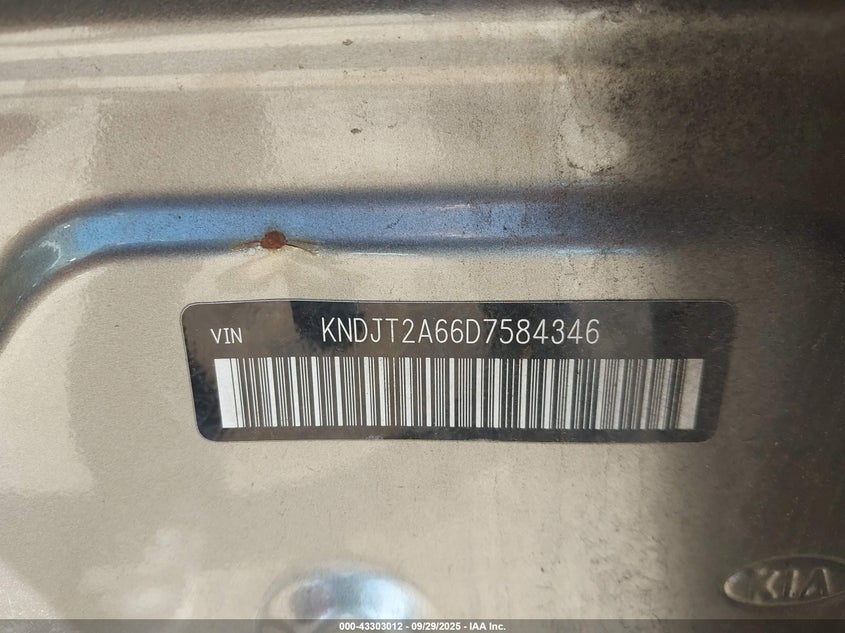 VIN KNDJT2A66D7584346
KIA
000-43303012 - 09/29/2025 - IAA Inc.